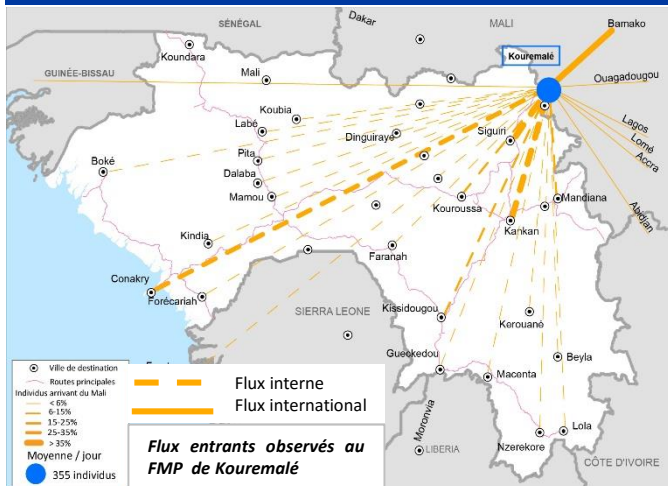 SÉNÉGAL
Dakar
MALI
Bamako
Koundara
Kouremalé
GUINÉE-BISSAU
Mali
Ouagadougou
Koubia
Labé
Dinguiraye
Siguiri
Lagos
Lomé
Accra
Pita
Boké
Dalaba
Mamou
Kouroussa
Mandiana
Abidjan
Kankan
Kindia
Faranah
Conakry
Forécariah
SIERRA LEONE
Kissidougou
Kerouané
Gueckedou
Macenta
Beyla
Moronvia
LIBERIA
Nzerekore
Lola
CÔTE D'IVOIRE
Ville de destination
Routes principales
Individus arrivant du Mali
< 6%
6-15%
15-25%
25-35%
> 35%
Moyenne / jour
355 individus
Flux interne
Flux international
Flux entrants observés au
FMP de Kouremalé